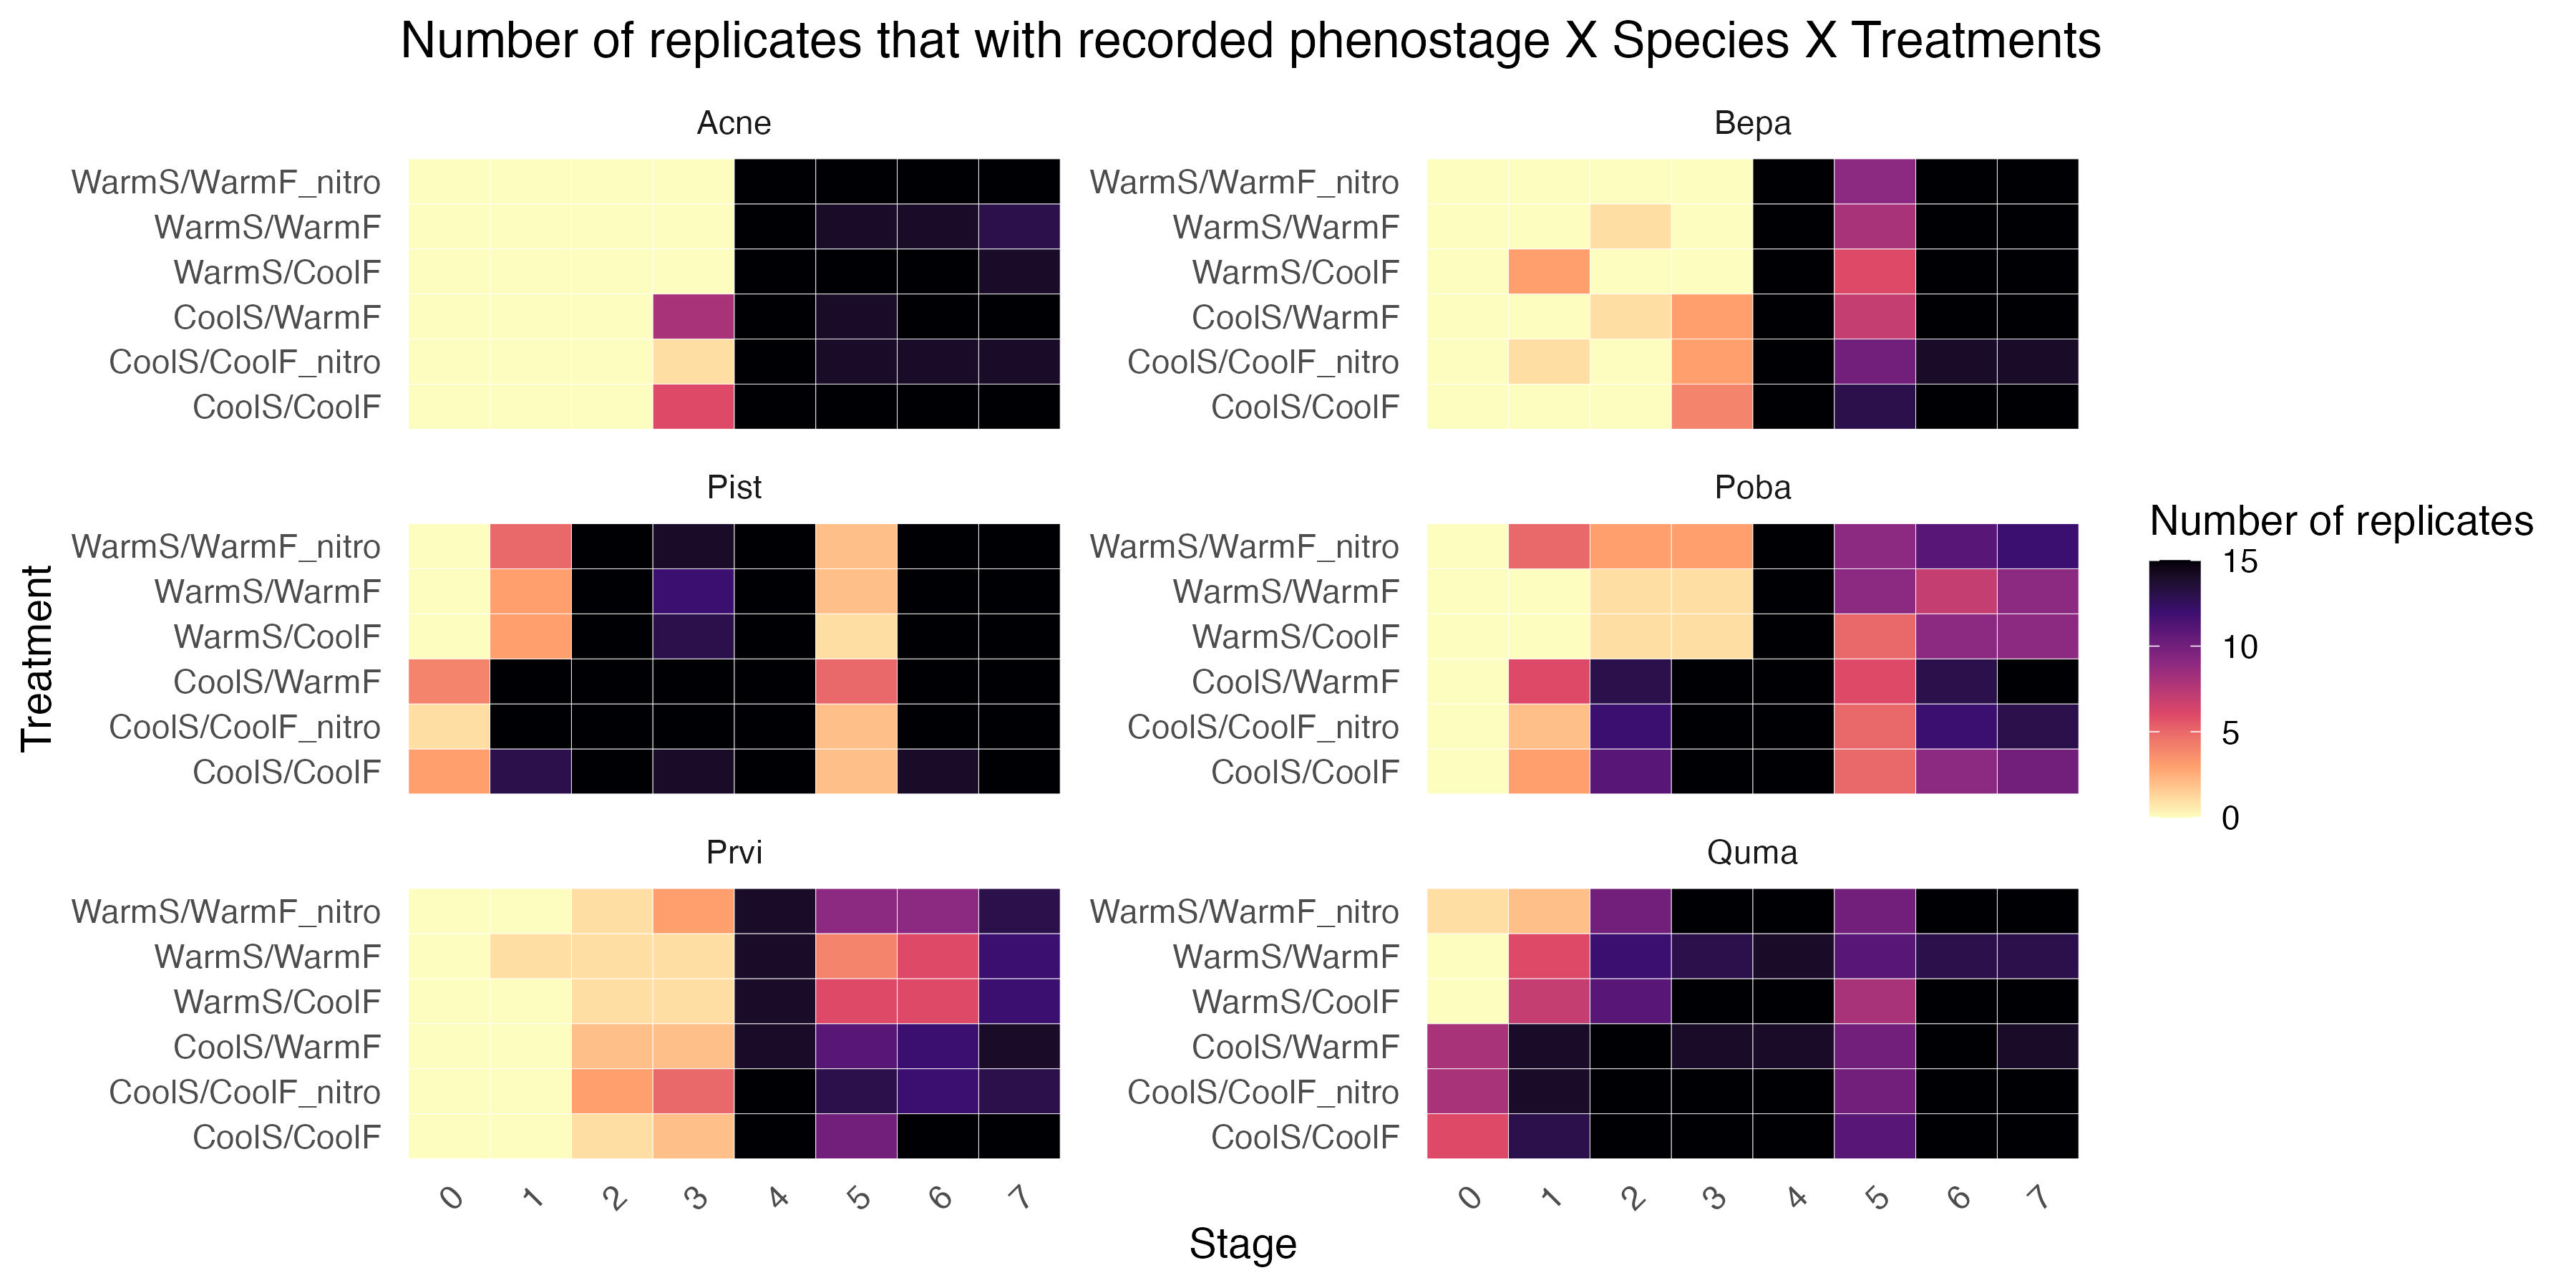 Number of replicates that with recorded phenostage X Species X Treatments
Acne
WarmS/WarmF_nitro
WarmS/WarmF
WarmS/CoolF
CoolS/WarmF
CoolS/CoolF_nitro
CoolS/CoolF
Bepa
WarmS/WarmF_nitro
WarmS/WarmF
WarmS/CoolF
CoolS/WarmF
CoolS/CoolF_nitro
CoolS/CoolF
Pist
WarmS/WarmF_nitro
WarmS/WarmF
WarmS/CoolF
CoolS/WarmF
CoolS/CoolF_nitro
CoolS/CoolF
Poba
WarmS/WarmF_nitro
WarmS/WarmF
WarmS/CoolF
CoolS/WarmF
CoolS/CoolF_nitro
CoolS/CoolF
Prvi
WarmS/WarmF_nitro
WarmS/WarmF
WarmS/CoolF
CoolS/WarmF
CoolS/CoolF_nitro
CoolS/CoolF
0 1 2 3 4 5 6 7
Quma
WarmS/WarmF_nitro
WarmS/WarmF
WarmS/CoolF
CoolS/WarmF
CoolS/CoolF_nitro
CoolS/CoolF
0 1 2 3 4 5 6 7
Treatment
Stage
Number of replicates
15
10
5
0